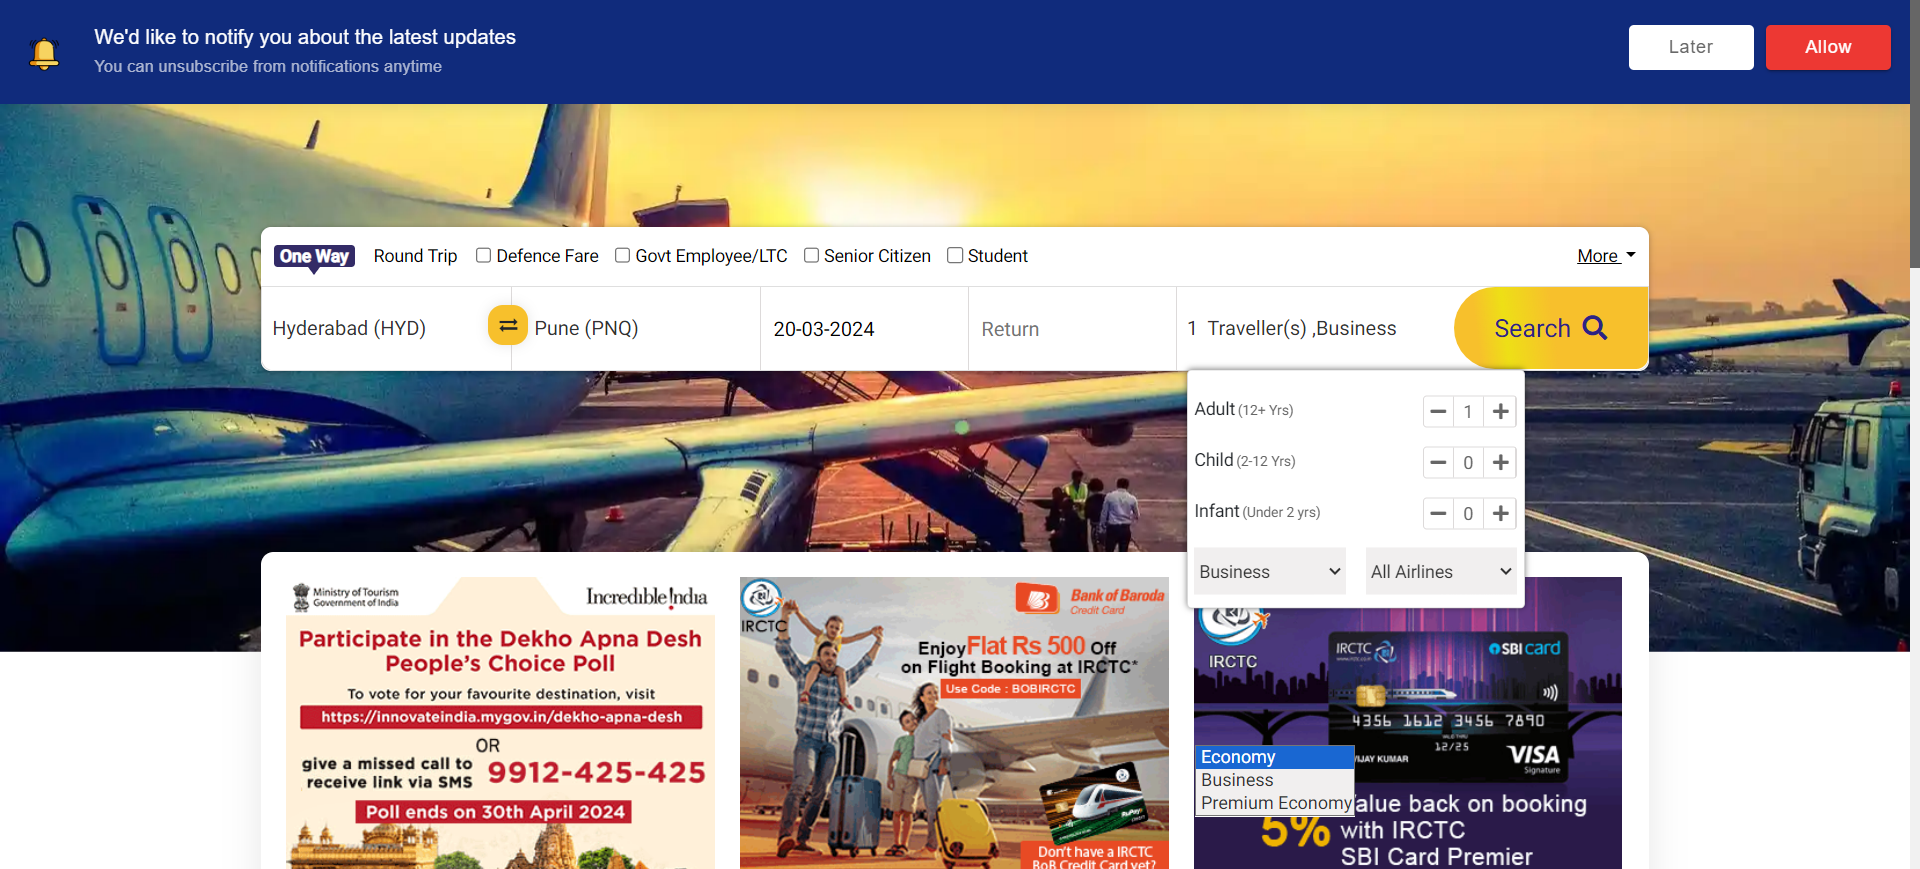 We'd like to notify you about the latest updates
You can unsubscribe from notifications anytime
Later
Allow
One Way
Round Trip
Defence Fare
Govt Employee/LTC
Senior Citizen
Student
More
Hyderabad (HYD)
Pune (PNQ)
20-03-2024
Return
1 Traveller(s) ,Business
Search
Adult (12+ Yrs)
1
Child (2-12 Yrs)
0
Infant (Under 2 yrs)
0
Business
All Airlines
Ministry of Tourism
Government of India
Incredible !ndia
Participate in the Dekho Apna Desh
People's Choice Poll
To vote for your favourite destination, visit
https://innovateindia.mygov.in/dekho-apna-desh
OR
give a missed call to
receive link via SMS
9912-425-425
Poll ends on 30th April 2024
IRCTC
Bank of Baroda
Credit Card
Enjoy Flat Rs 500 Off
on Flight Booking at IRCTC*
Use Code : BOBIRCTC
Don't have a IRCTC
BoB Credit Card yet?
IRCTC
IRCTC
SBI card
4356 1612 3456 7890
12/25
VIJAY KUMAR
VISA
Signature
Economy
Business
Premium Economy
5%
alue back on booking
with IRCTC
SBI Card Premier